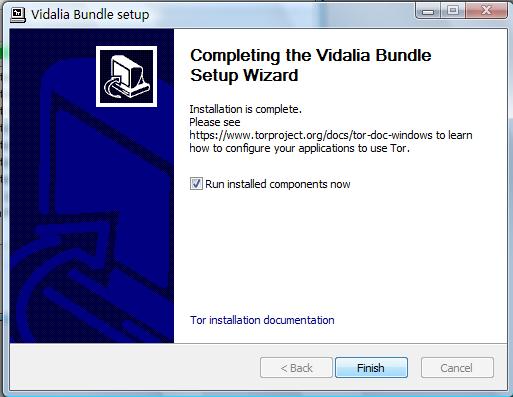 Vidalia Bundle setup
Completing the Vidalia Bundle
Setup Wizard
Installation is complete.
Please see
https://www.torproject.org/docs/tor-doc-windows to learn
how to configure your applications to use Tor.
Run installed components now
Tor installation documentation
< Back
Finish
Cancel